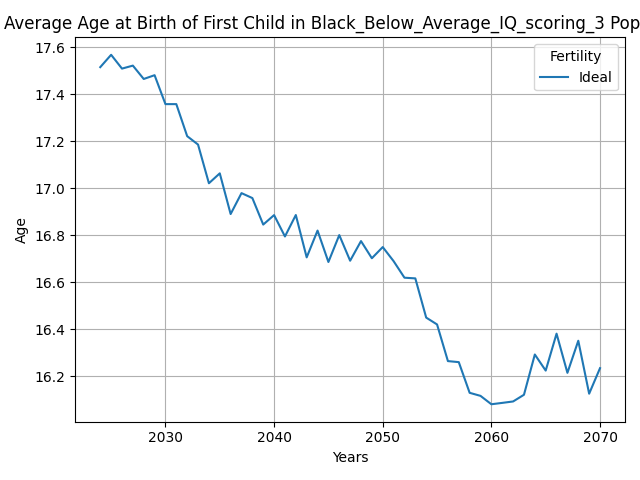 Average Age at Birth of First Child in Black_Below_Average_IQ_scoring_3 Pop
17.6
17.4
17.2
17.0
16.8
16.6
16.4
16.2
Age
Fertility
Ideal
2030 2040 2050 2060 2070
Years